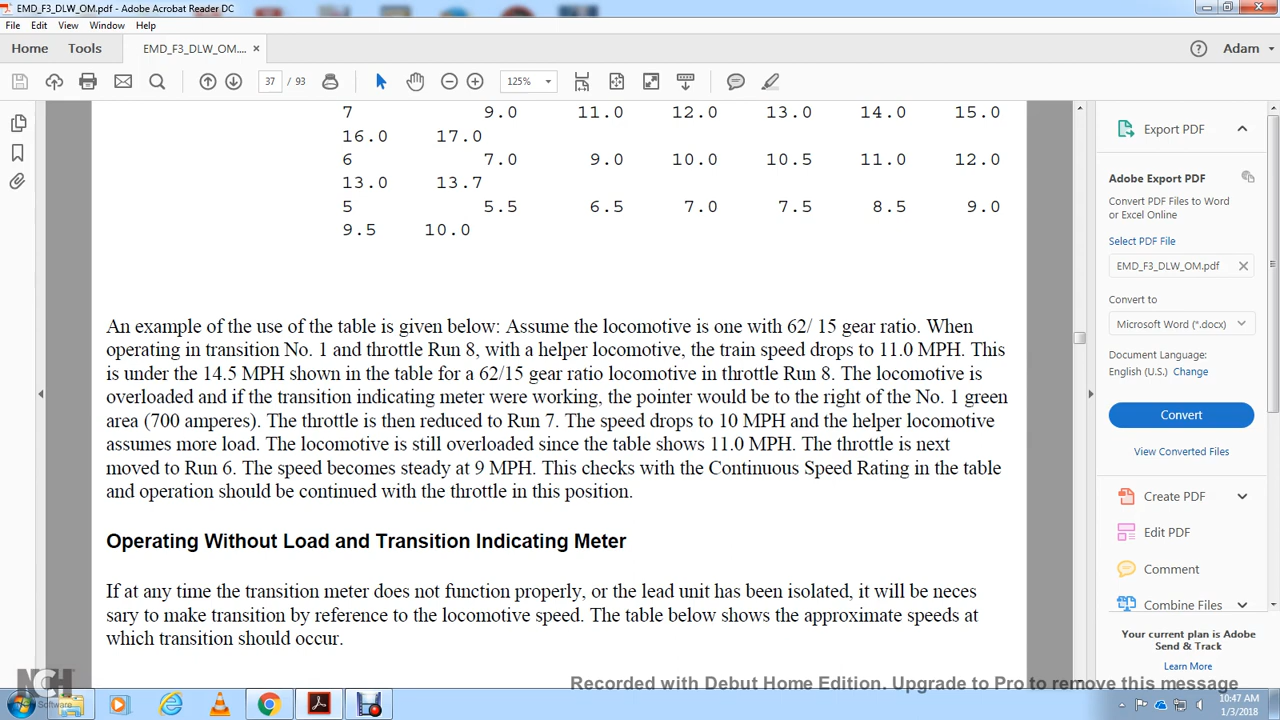 EMD_F3_DLW_OM.pdf - Adobe Acrobat Reader DC
File Edit View Window Help
Home Tools EMD_F3_DLW_OM.... × Adam
37 / 93 125%
7 9.0 11.0 12.0 13.0 14.0 15.0
16.0 17.0
6 7.0 9.0 10.0 10.5 11.0 12.0
13.0 13.7
5 5.5 6.5 7.0 7.5 8.5 9.0
9.5 10.0
An example of the use of the table is given below: Assume the locomotive is one with 62/ 15 gear ratio. When
operating in transition No. 1 and throttle Run 8, with a helper locomotive, the train speed drops to 11.0 MPH. This
is under the 14.5 MPH shown in the table for a 62/15 gear ratio locomotive in throttle Run 8. The locomotive is
overloaded and if the transition indicating meter were working, the pointer would be to the right of the No. 1 green
area (700 amperes). The throttle is then reduced to Run 7. The speed drops to 10 MPH and the helper locomotive
assumes more load. The locomotive is still overloaded since the table shows 11.0 MPH. The throttle is next
moved to Run 6. The speed becomes steady at 9 MPH. This checks with the Continuous Speed Rating in the table
and operation should be continued with the throttle in this position.
Operating Without Load and Transition Indicating Meter
If at any time the transition meter does not function properly, or the lead unit has been isolated, it will be neces
sary to make transition by reference to the locomotive speed. The table below shows the approximate speeds at
which transition should occur.
Export PDF
Adobe Export PDF
Convert PDF Files to Word
or Excel Online
Select PDF File
EMD_F3_DLW_OM.pdf
Convert to
Microsoft Word (*.docx)
Document Language:
English (U.S.) Change
Convert
View Converted Files
Create PDF
Edit PDF
Comment
Combine Files
Your current plan is Adobe
Send & Track
Learn More
NCH
Software
Recorded with Debut Home Edition. Upgrade to Pro to remove this message
10:47 AM
1/3/2018